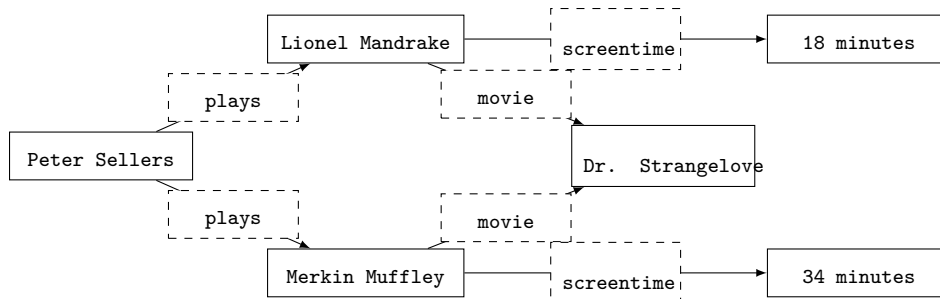 Lionel Mandrake
screentime
18 minutes
plays
movie
Peter Sellers
Dr. Strangelove
plays
movie
Merkin Muffley
screentime
34 minutes